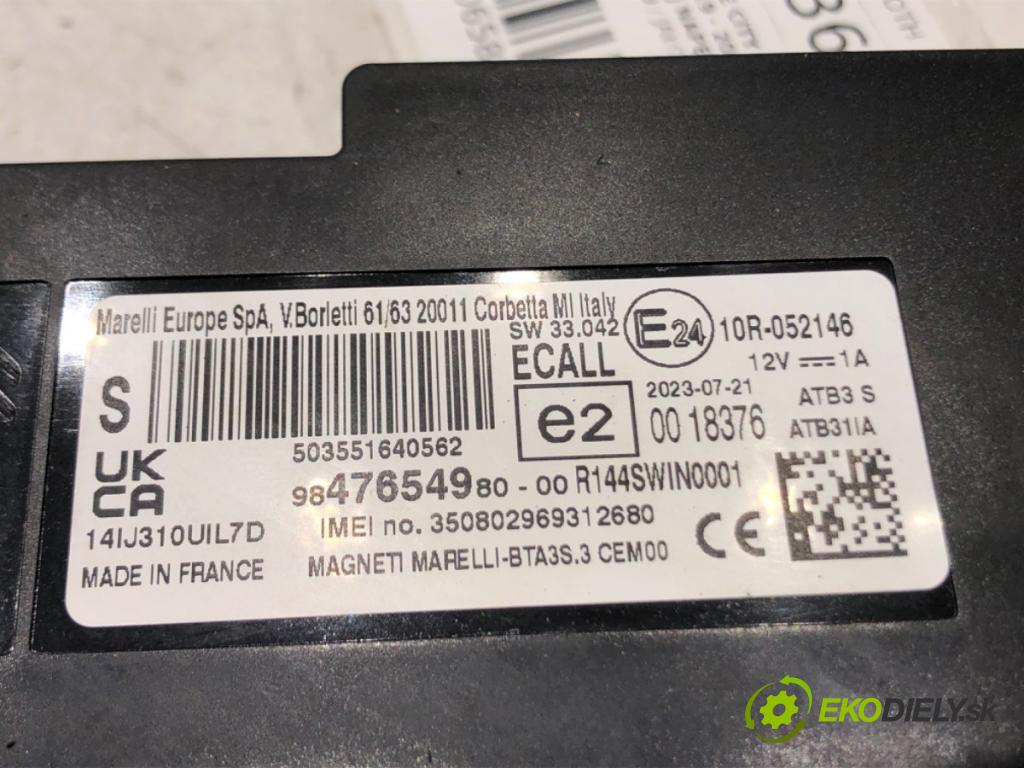 Marelli Europe SpA, V.Borletti 61/63 20011 Corbetta MI Italy
SW 33.042
ECALL
E24
10R-052146
12V 1A
S
e2
2023-07-21
00 18376
ATB3 S
ATB31IA
503551640562
UK
CA
9847654980-00 R144SWIN0001
14IJ310UIL7D
IMEI no. 350802969312680
CE
MADE IN FRANCE
MAGNETI MARELLI-BTA3S.3 CEM00
EKODIELY.sk